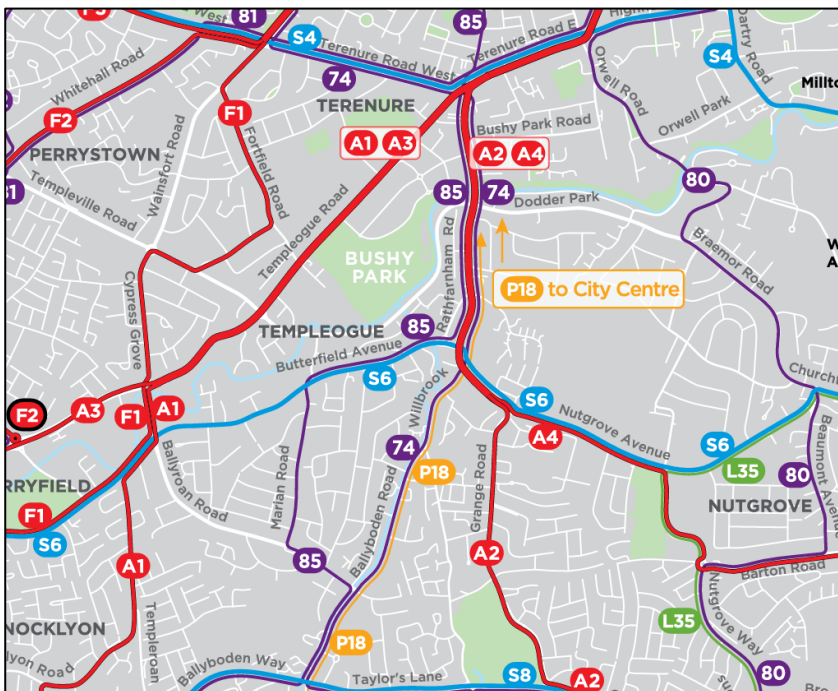 81
West
S4
85
Terenure Road E
Dartry Road
S4
Terenure Road West
74
Orwell Road
Whitehall Road
F2
F1
TERENURE
Millto
Orwell Park
Bushy Park Road
A1 A3
A2 A4
PERRYSTOWN
Wainsfort Road
Fortfield Road
80
Templeville Road
85
74
Dodder Park
Templeogue Road
BUSHY
PARK
Rathfarnham Rd
Braemor Road
P18 to City Centre
Cypress Grove
TEMPLEOGUE
85
Butterfield Avenue
S6
Willbrook
S6
Nutgrove Avenue
A4
F2
A3
F1
A1
S6
L35
Beaumont Avenue
80
74
P18
Ballyroan Road
Marian Road
Ballyboden Road
Grange Road
A2
RRYFIELD
F1
S6
NUTGROVE
85
A1
Barton Road
Nutgrove Way
L35
NOCKLYON
Templeroan
P18
lyon Road
Ballyboden Way
Taylor's Lane
S8
A2
80